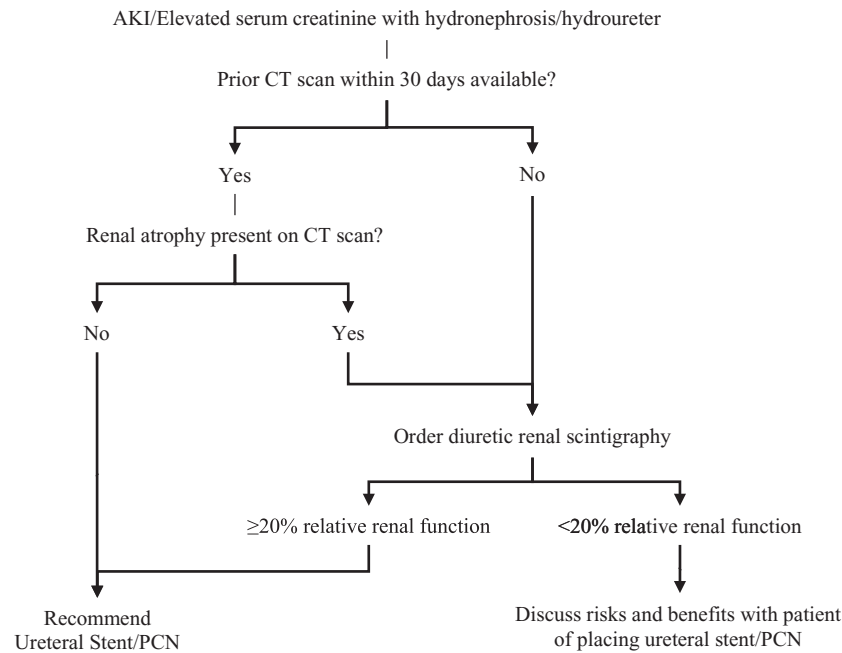 AKI/Elevated serum creatinine with hydronephrosis/hydroureter
Prior CT scan within 30 days available?
Yes
No
Renal atrophy present on CT scan?
No
Yes
Order diuretic renal scintigraphy
≥20% relative renal function
<20% relative renal function
Recommend
Ureteral Stent/PCN
Discuss risks and benefits with patient
of placing ureteral stent/PCN